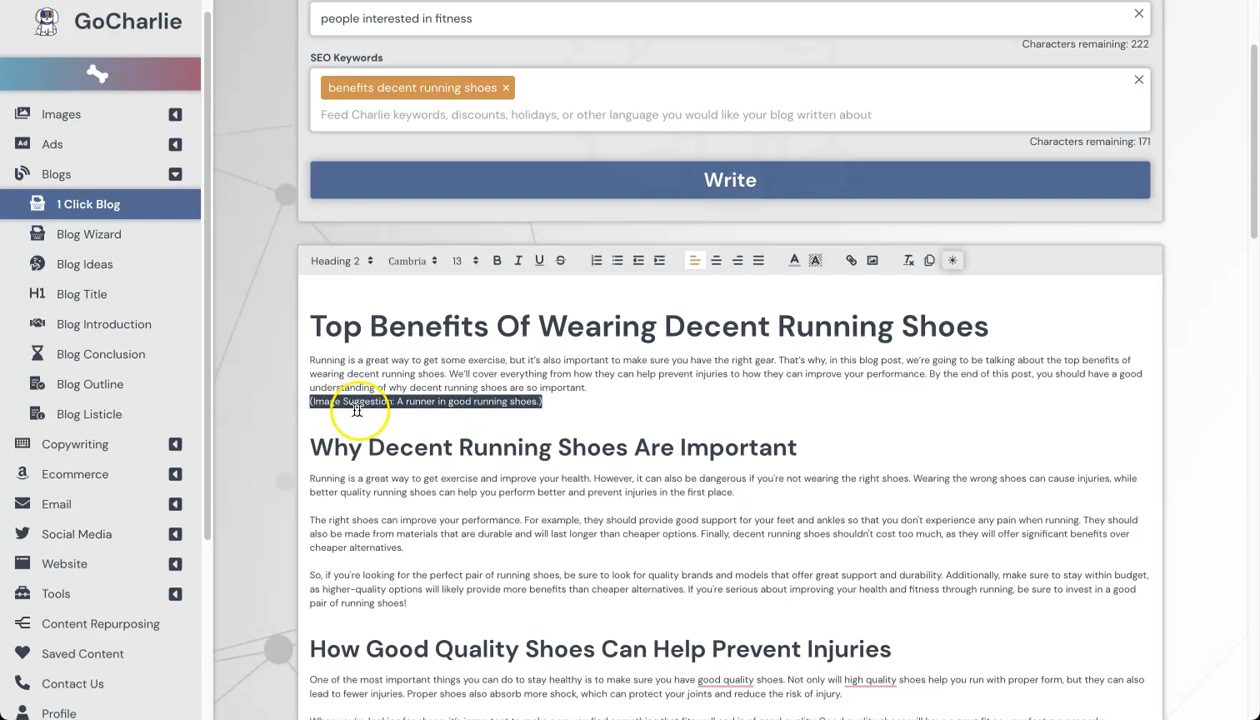 GoCharlie
Images
Ads
Blogs
1 Click Blog
Blog Wizard
Blog Ideas
H1 Blog Title
Blog Introduction
Blog Conclusion
Blog Outline
Blog Listicle
Copywriting
Ecommerce
Email
Social Media
Website
Tools
Content Repurposing
Saved Content
Contact Us
Profile
people interested in fitness
Characters remaining: 222
SEO Keywords
benefits decent running shoes ×
Feed Charlie keywords, discounts, holidays, or other language you would like your blog written about
Characters remaining: 171
Write
Heading 2 Cambria 13 B I U S
Top Benefits Of Wearing Decent Running Shoes
Running is a great way to get some exercise, but it's also important to make sure you have the right gear. That's why, in this blog post, we're going to be talking about the top benefits of
wearing decent running shoes. We'll cover everything from how they can help prevent injuries to how they can improve your performance. By the end of this post, you should have a good
understanding of why decent running shoes are so important.
(Image Suggestion: A runner in good running shoes.)
Why Decent Running Shoes Are Important
Running is a great way to get exercise and improve your health. However, it can also be dangerous if you're not wearing the right shoes. Wearing the wrong shoes can cause injuries, while
better quality running shoes can help you perform better and prevent injuries in the first place.
The right shoes can improve your performance. For example, they should provide good support for your feet and ankles so that you don't experience any pain when running. They should
also be made from materials that are durable and will last longer than cheaper options. Finally, decent running shoes shouldn't cost too much, as they will offer significant benefits over
cheaper alternatives.
So, if you're looking for the perfect pair of running shoes, be sure to look for quality brands and models that offer great support and durability. Additionally, make sure to stay within budget,
as higher-quality options will likely provide more benefits than cheaper alternatives. If you're serious about improving your health and fitness through running, be sure to invest in a good
pair of running shoes!
How Good Quality Shoes Can Help Prevent Injuries
One of the most important things you can do to stay healthy is to make sure you have good quality shoes. Not only will high quality shoes help you run with proper form, but they can also
lead to fewer injuries. Proper shoes also absorb more shock, which can protect your joints and reduce the risk of injury.